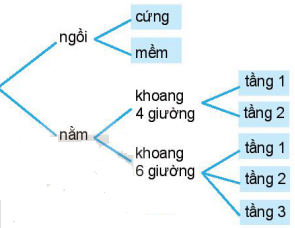 ngồi
cứng
mềm
nằm
khoang
4 giường
tầng 1
tầng 2
khoang
6 giường
tầng 1
tầng 2
tầng 3